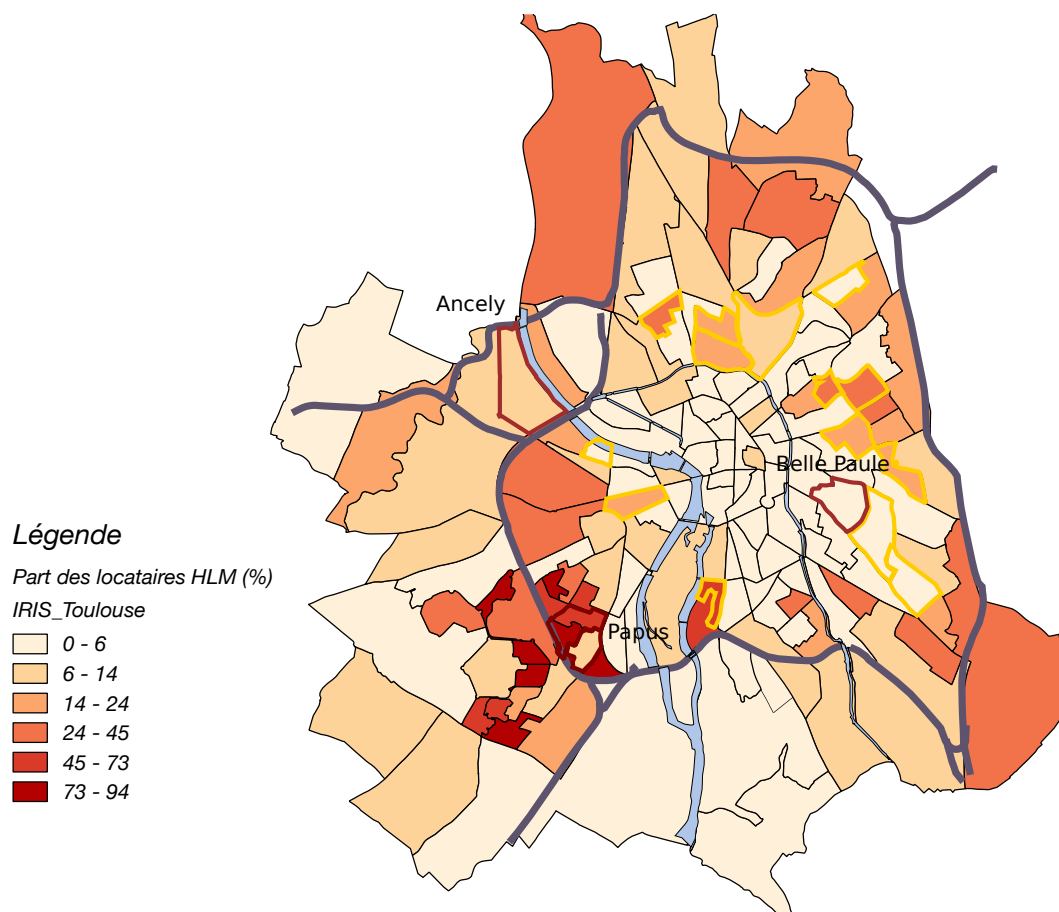 Ancely
Belle Paule
Papus
Légende
Part des locataires HLM (%)
IRIS_Toulouse
0 - 6
6 - 14
14 - 24
24 - 45
45 - 73
73 - 94